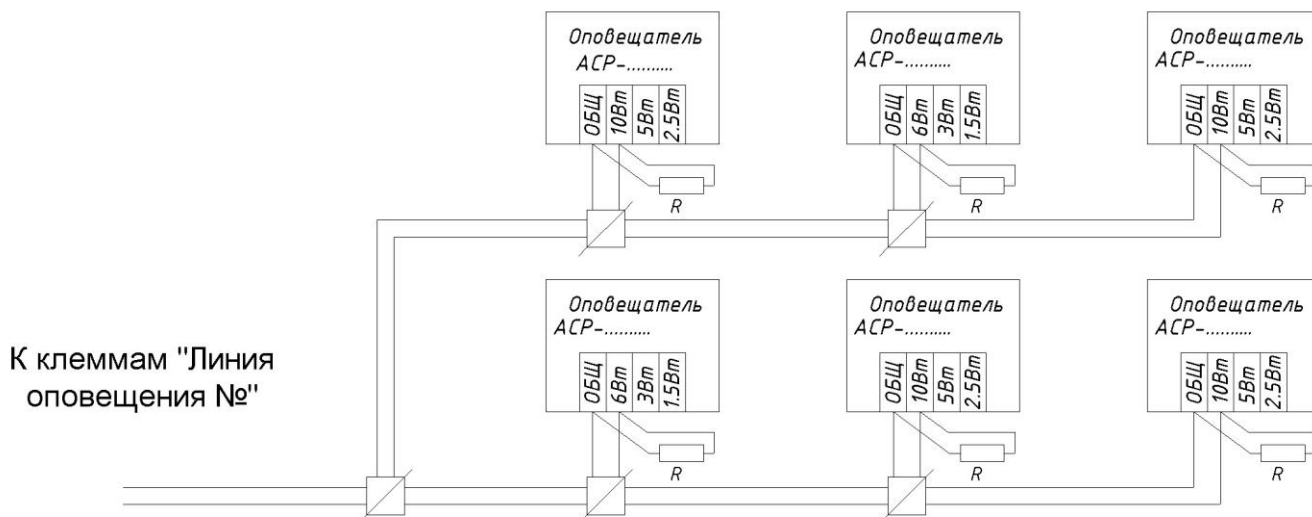 Оповещатель
АСР-..........
ОБЩ
10Вт
5Вт
2.5Вт
R
Оповещатель
АСР-..........
ОБЩ
6Вт
3Вт
1.5Вт
R
Оповещатель
АСР-..........
ОБЩ
10Вт
5Вт
2.5Вт
R
К клеммам "Линия
оповещения №"
Оповещатель
АСР-..........
ОБЩ
6Вт
3Вт
1.5Вт
R
Оповещатель
АСР-..........
ОБЩ
10Вт
5Вт
2.5Вт
R
Оповещатель
АСР-..........
ОБЩ
10Вт
5Вт
2.5Вт
R